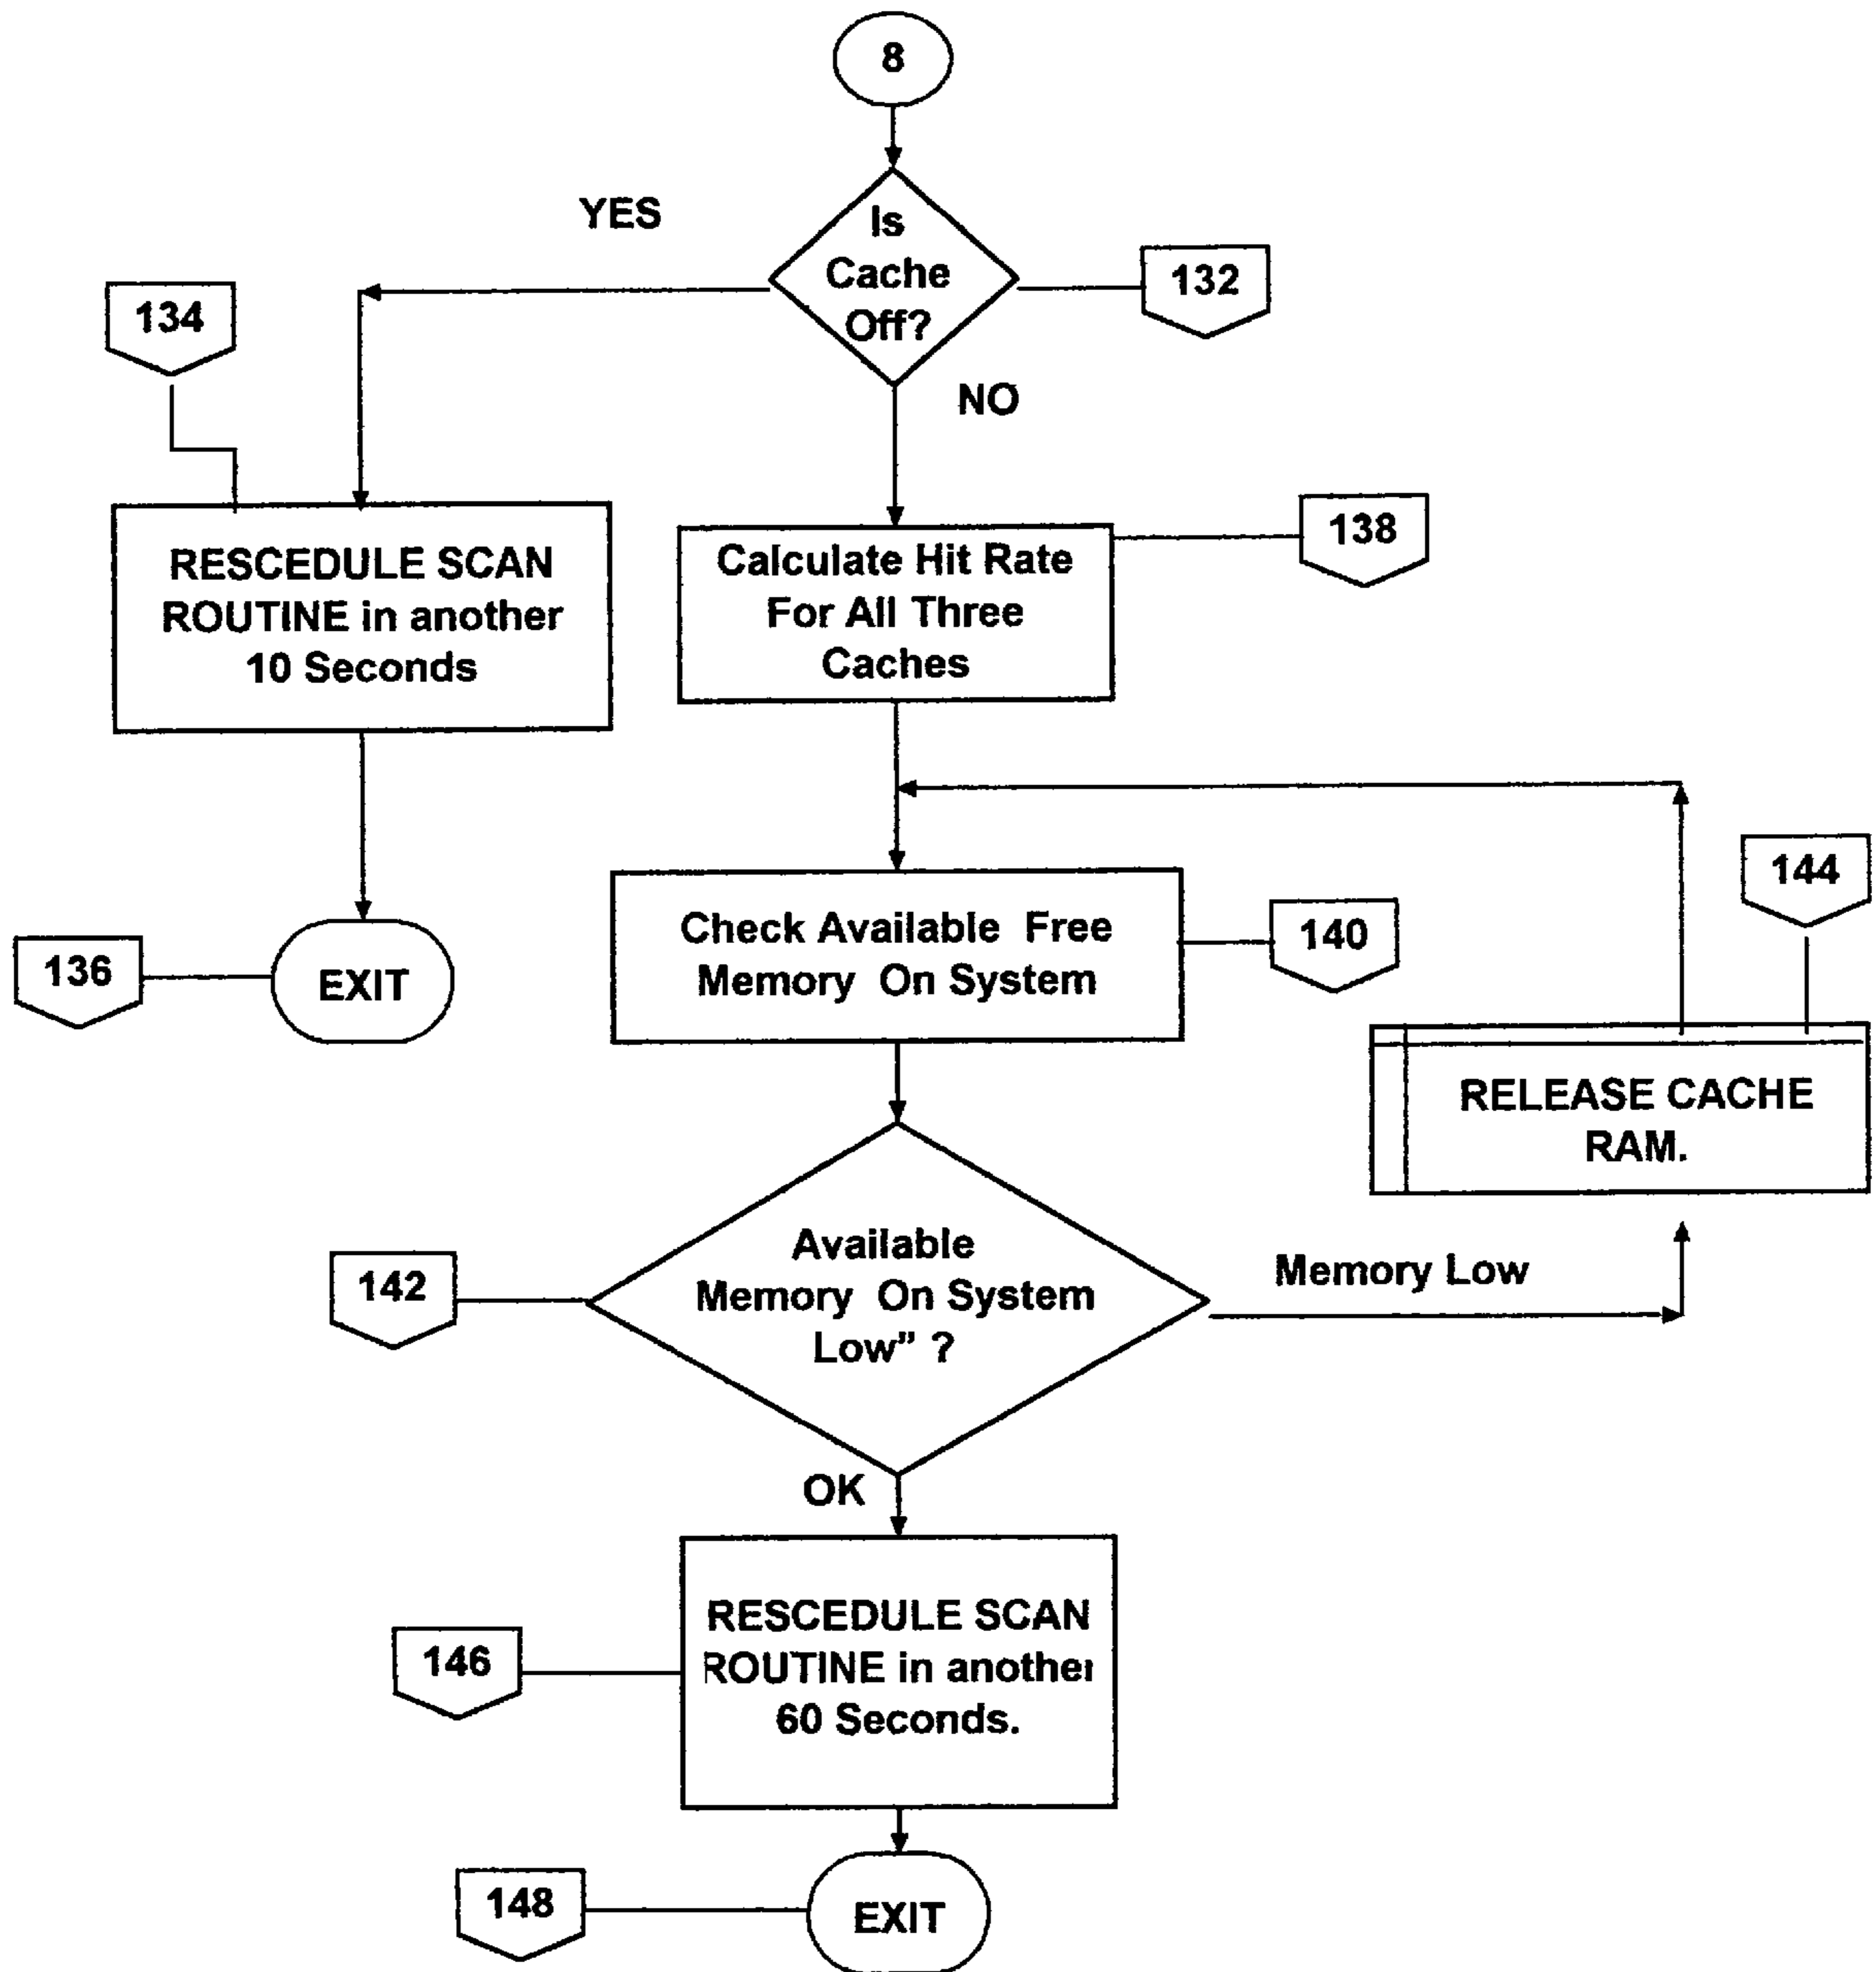 8
Is
Cache
Off?
YES
132
134
NO
RESCEDULE SCAN
ROUTINE in another
10 Seconds
Calculate Hit Rate
For All Three
Caches
138
144
136
EXIT
Check Available Free
Memory On System
140
RELEASE CACHE
RAM.
142
Available
Memory On System
Low” ?
Memory Low
OK
146
RESCEDULE SCAN
ROUTINE in another
60 Seconds.
148
EXIT